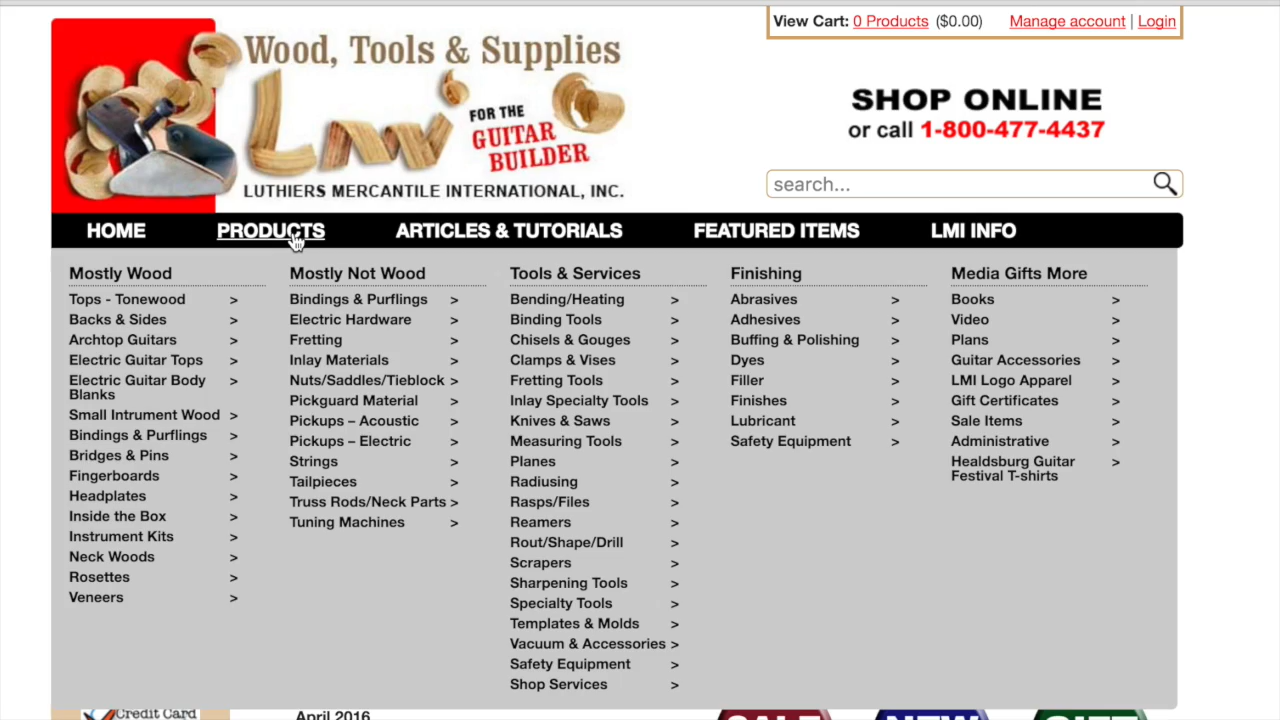 View Cart: 0 Products ($0.00) Manage account | Login
Wood, Tools & Supplies
Lmi
FOR THE
GUITAR
BUILDER
LUTHIERS MERCANTILE INTERNATIONAL, INC.
SHOP ONLINE
or call 1-800-477-4437
search...
HOME PRODUCTS ARTICLES & TUTORIALS FEATURED ITEMS LMI INFO
Mostly Wood
Tops - Tonewood >
Backs & Sides >
Archtop Guitars >
Electric Guitar Tops >
Electric Guitar Body >
Blanks
Small Intrument Wood >
Bindings & Purflings >
Bridges & Pins >
Fingerboards >
Headplates >
Inside the Box >
Instrument Kits >
Neck Woods >
Rosettes >
Veneers >
Mostly Not Wood
Bindings & Purflings >
Electric Hardware >
Fretting >
Inlay Materials >
Nuts/Saddles/Tieblock >
Pickguard Material >
Pickups – Acoustic >
Pickups – Electric >
Strings >
Tailpieces >
Truss Rods/Neck Parts >
Tuning Machines >
Tools & Services
Bending/Heating >
Binding Tools >
Chisels & Gouges >
Clamps & Vises >
Fretting Tools >
Inlay Specialty Tools >
Knives & Saws >
Measuring Tools >
Planes >
Radiusing >
Rasps/Files >
Reamers >
Rout/Shape/Drill >
Scrapers >
Sharpening Tools >
Specialty Tools >
Templates & Molds >
Vacuum & Accessories >
Safety Equipment >
Shop Services >
Finishing
Abrasives >
Adhesives >
Buffing & Polishing >
Dyes >
Filler >
Finishes >
Lubricant >
Safety Equipment >
Media Gifts More
Books >
Video >
Plans >
Guitar Accessories >
LMI Logo Apparel >
Gift Certificates >
Sale Items >
Administrative >
Healdsburg Guitar >
Festival T-shirts
Credit Card
April 2016
SALE
NEW
GIFT